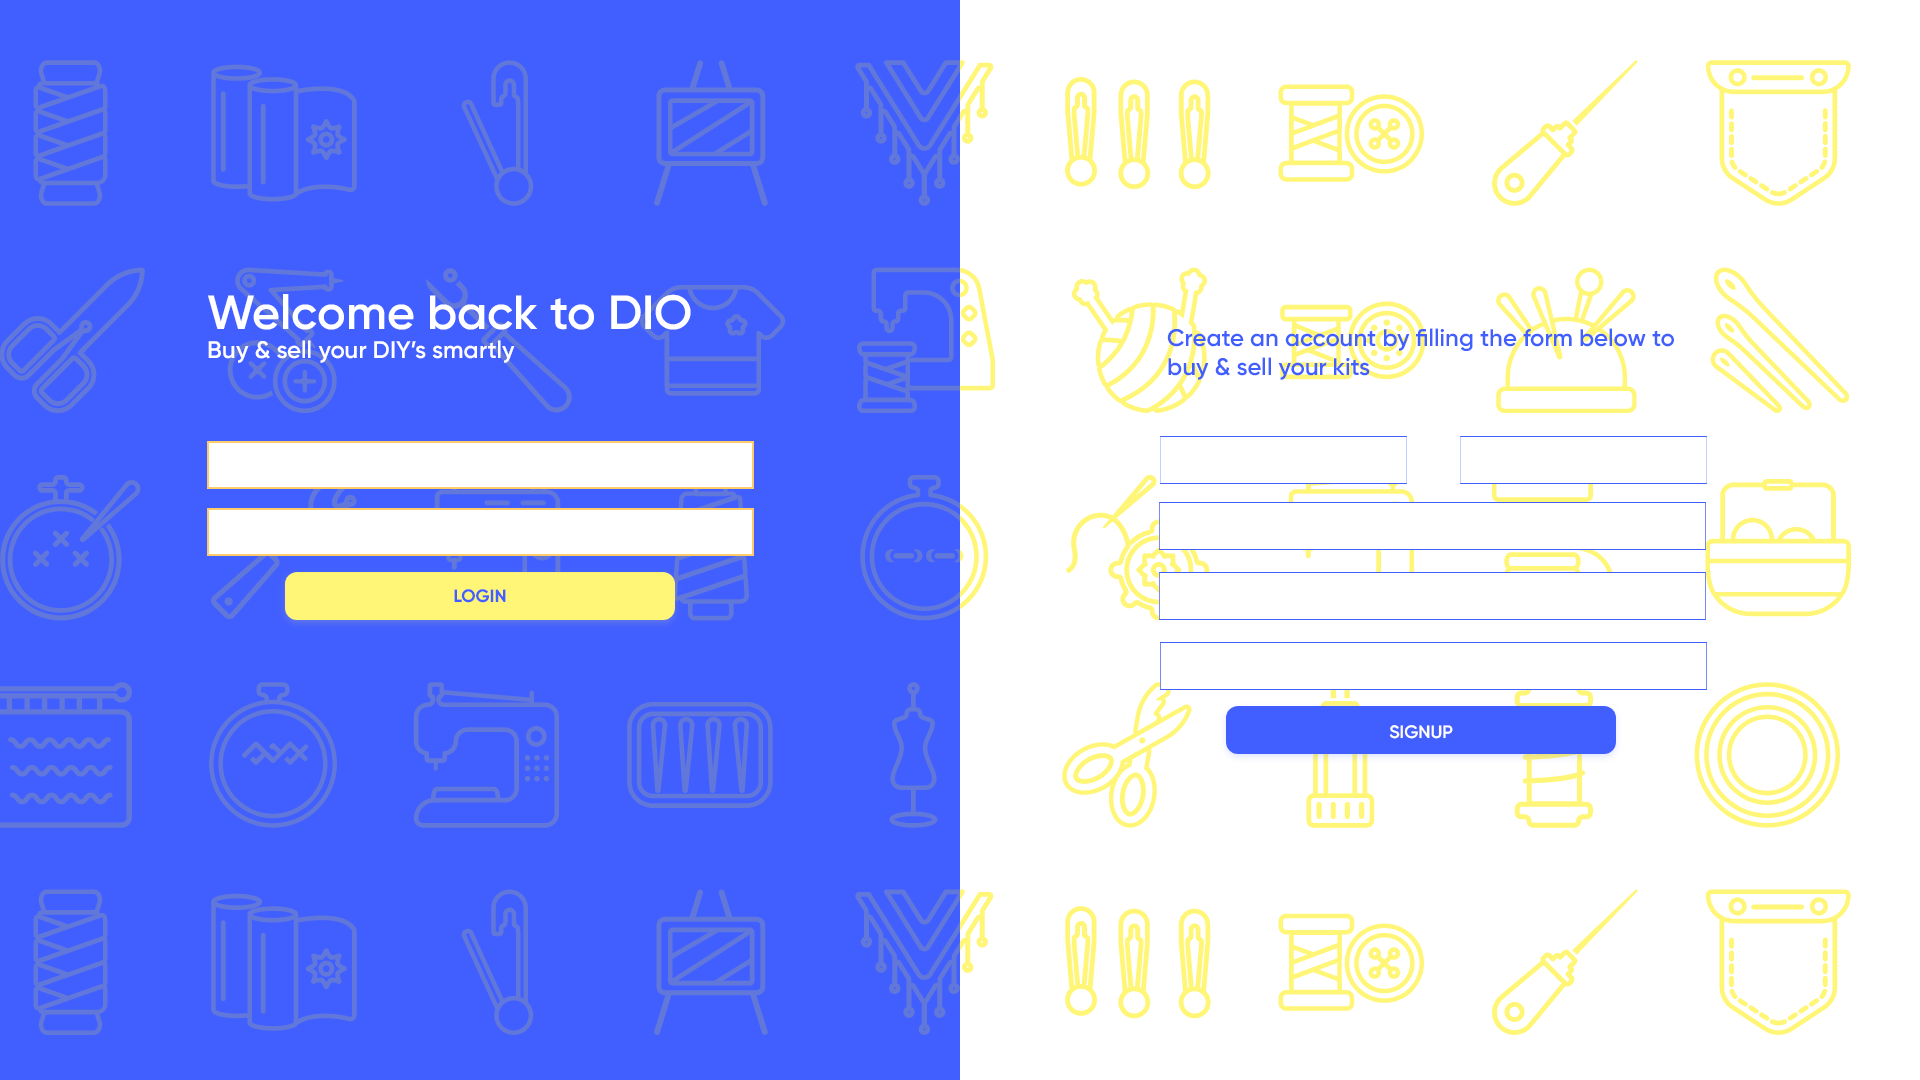 Welcome back to DIO
Buy & sell your DIY’s smartly
LOGIN
Create an account by filling the form below to
buy & sell your kits
SIGNUP